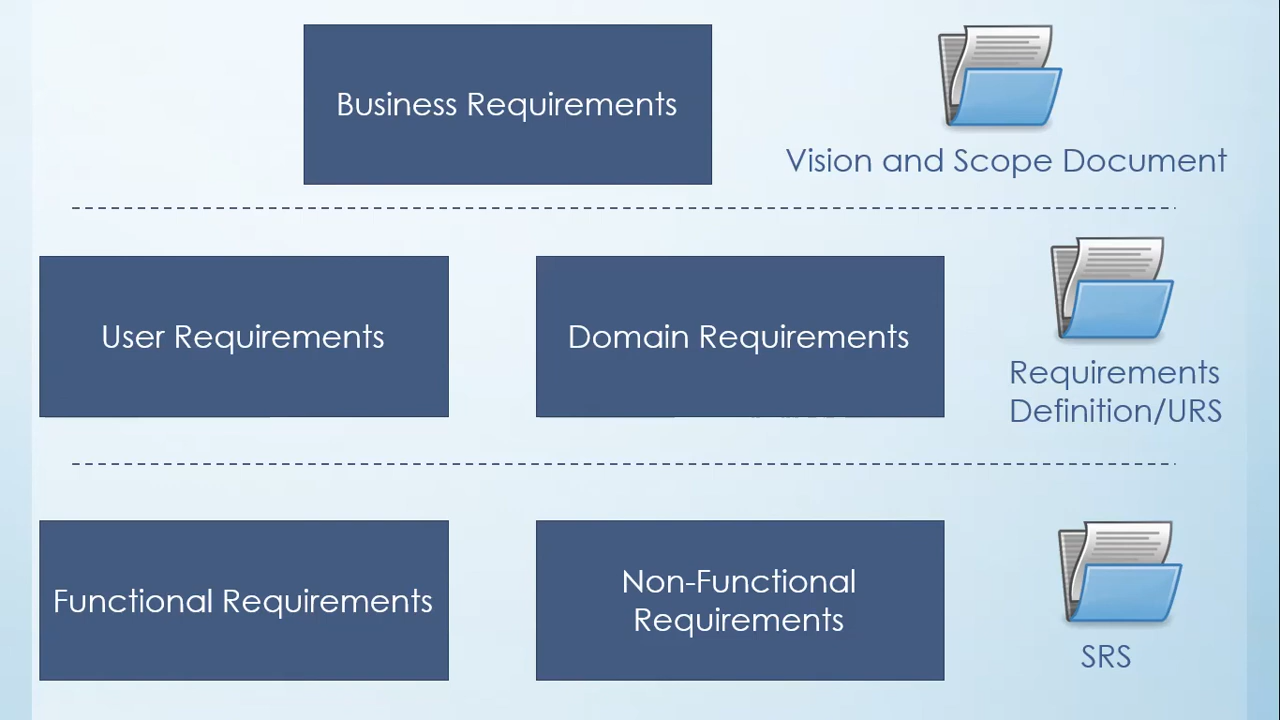 Business Requirements
Vision and Scope Document
User Requirements
Domain Requirements
Requirements
Definition/URS
Functional Requirements
Non-Functional
Requirements
SRS